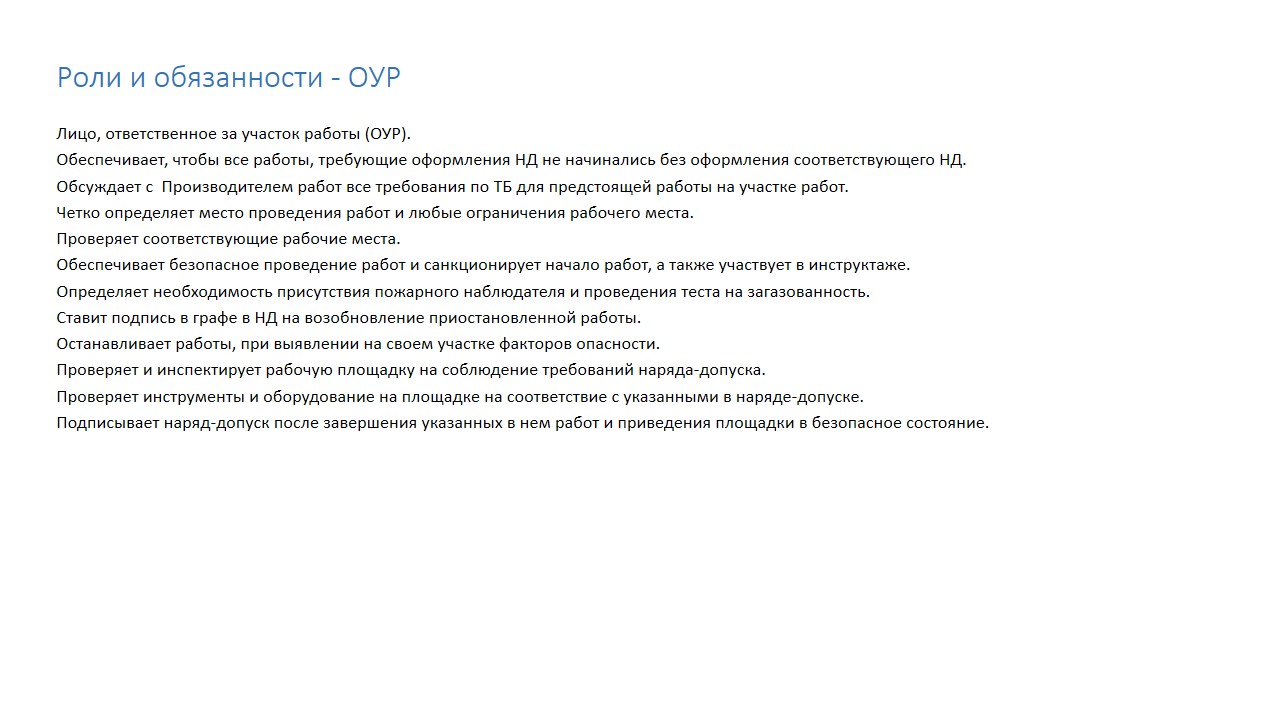 Роли и обязанности - ОУР
Лицо, ответственное за участок работы (ОУР).
Обеспечивает, чтобы все работы, требующие оформления НД не начинались без оформления соответствующего НД.
Обсуждает с  Производителем работ все требования по ТБ для предстоящей работы на участке работ.
Четко определяет место проведения работ и любые ограничения рабочего места.
Проверяет соответствующие рабочие места.
Обеспечивает безопасное проведение работ и санкционирует начало работ, а также участвует в инструктаже.
Определяет необходимость присутствия пожарного наблюдателя и проведения теста на загазованность.
Ставит подпись в графе в НД на возобновление приостановленной работы.
Останавливает работы, при выявлении на своем участке факторов опасности.
Проверяет и инспектирует рабочую площадку на соблюдение требований наряда-допуска.
Проверяет инструменты и оборудование на площадке на соответствие с указанными в наряде-допуске.
Подписывает наряд-допуск после завершения указанных в нем работ и приведения площадки в безопасное состояние.